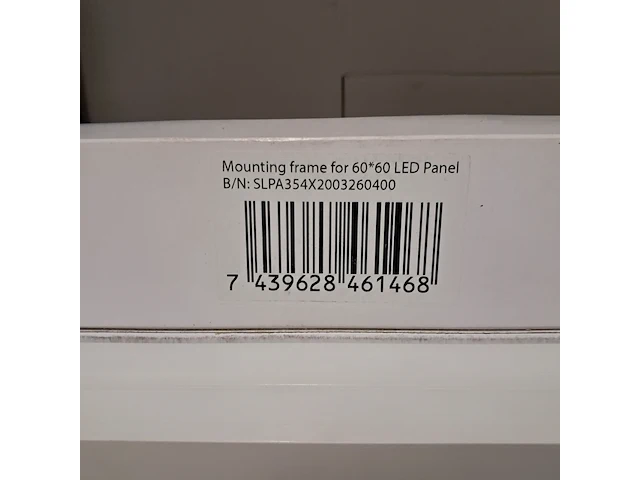 Mounting frame for 60*60 LED Panel
B/N: SLPA354X2003260400
7 439628 461468